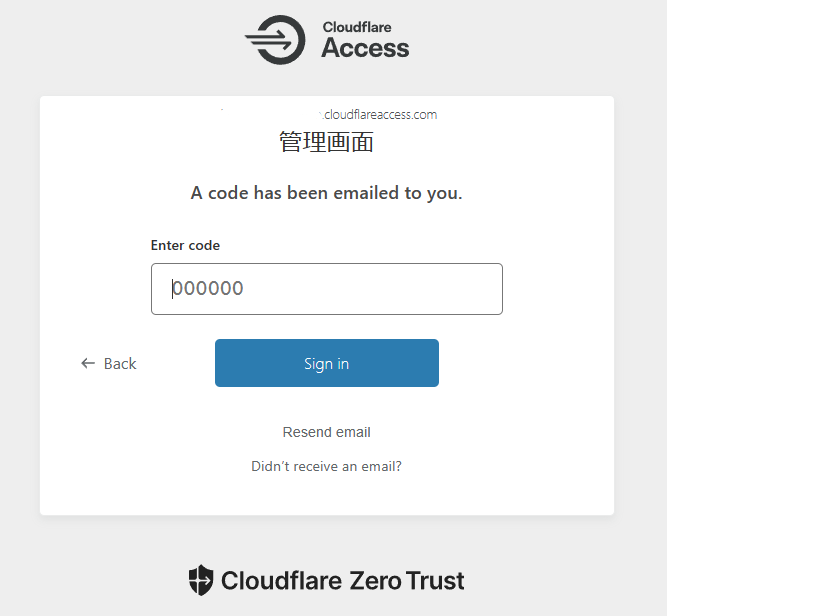 Cloudflare
Access
.cloudflareaccess.com
管理画面
A code has been emailed to you.
Enter code
000000
← Back
Sign in
Resend email
Didn't receive an email?
Cloudflare Zero Trust